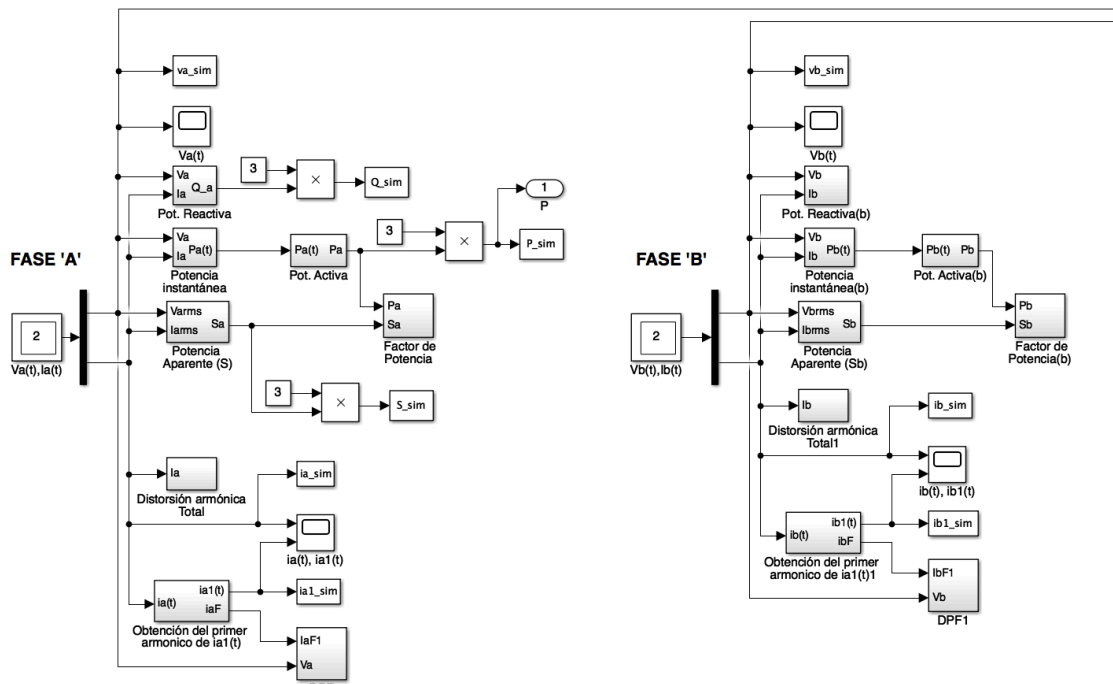 va_sim
Va(t)
Va
Ia
Q_a
Pot. Reactiva
3
×
Q_sim
Va
Ia
Pa(t)
Potencia
instantánea
Pa(t)
Pa
Pot. Activa
3
×
1
P
P_sim
FASE 'A'
2
Va(t),Ia(t)
Varms
Iarms
Sa
Potencia
Aparente (S)
Pa
Sa
Factor de
Potencia
3
×
S_sim
Ia
Distorsión armónica
Total
ia_sim
ia(t), ia1(t)
ia(t)
ia1(t)
iaF
Obtención del primer
armonico de ia1(t)
ia1_sim
IaF1
Va
vb_sim
Vb(t)
Vb
Ib
Pot. Reactiva(b)
Vb
Ib
Pb(t)
Potencia
instantánea(b)
Pb(t)
Pb
Pot. Activa(b)
FASE 'B'
2
Vb(t),Ib(t)
Vbrms
Ibrms
Sb
Potencia
Aparente (Sb)
Pb
Sb
Factor de
Potencia(b)
Ib
Distorsión armónica
Total1
ib_sim
ib(t), ib1(t)
ib(t)
ib1(t)
ibF
Obtención del primer
armonico de ia1(t)1
ib1_sim
IbF1
Vb
DPF1